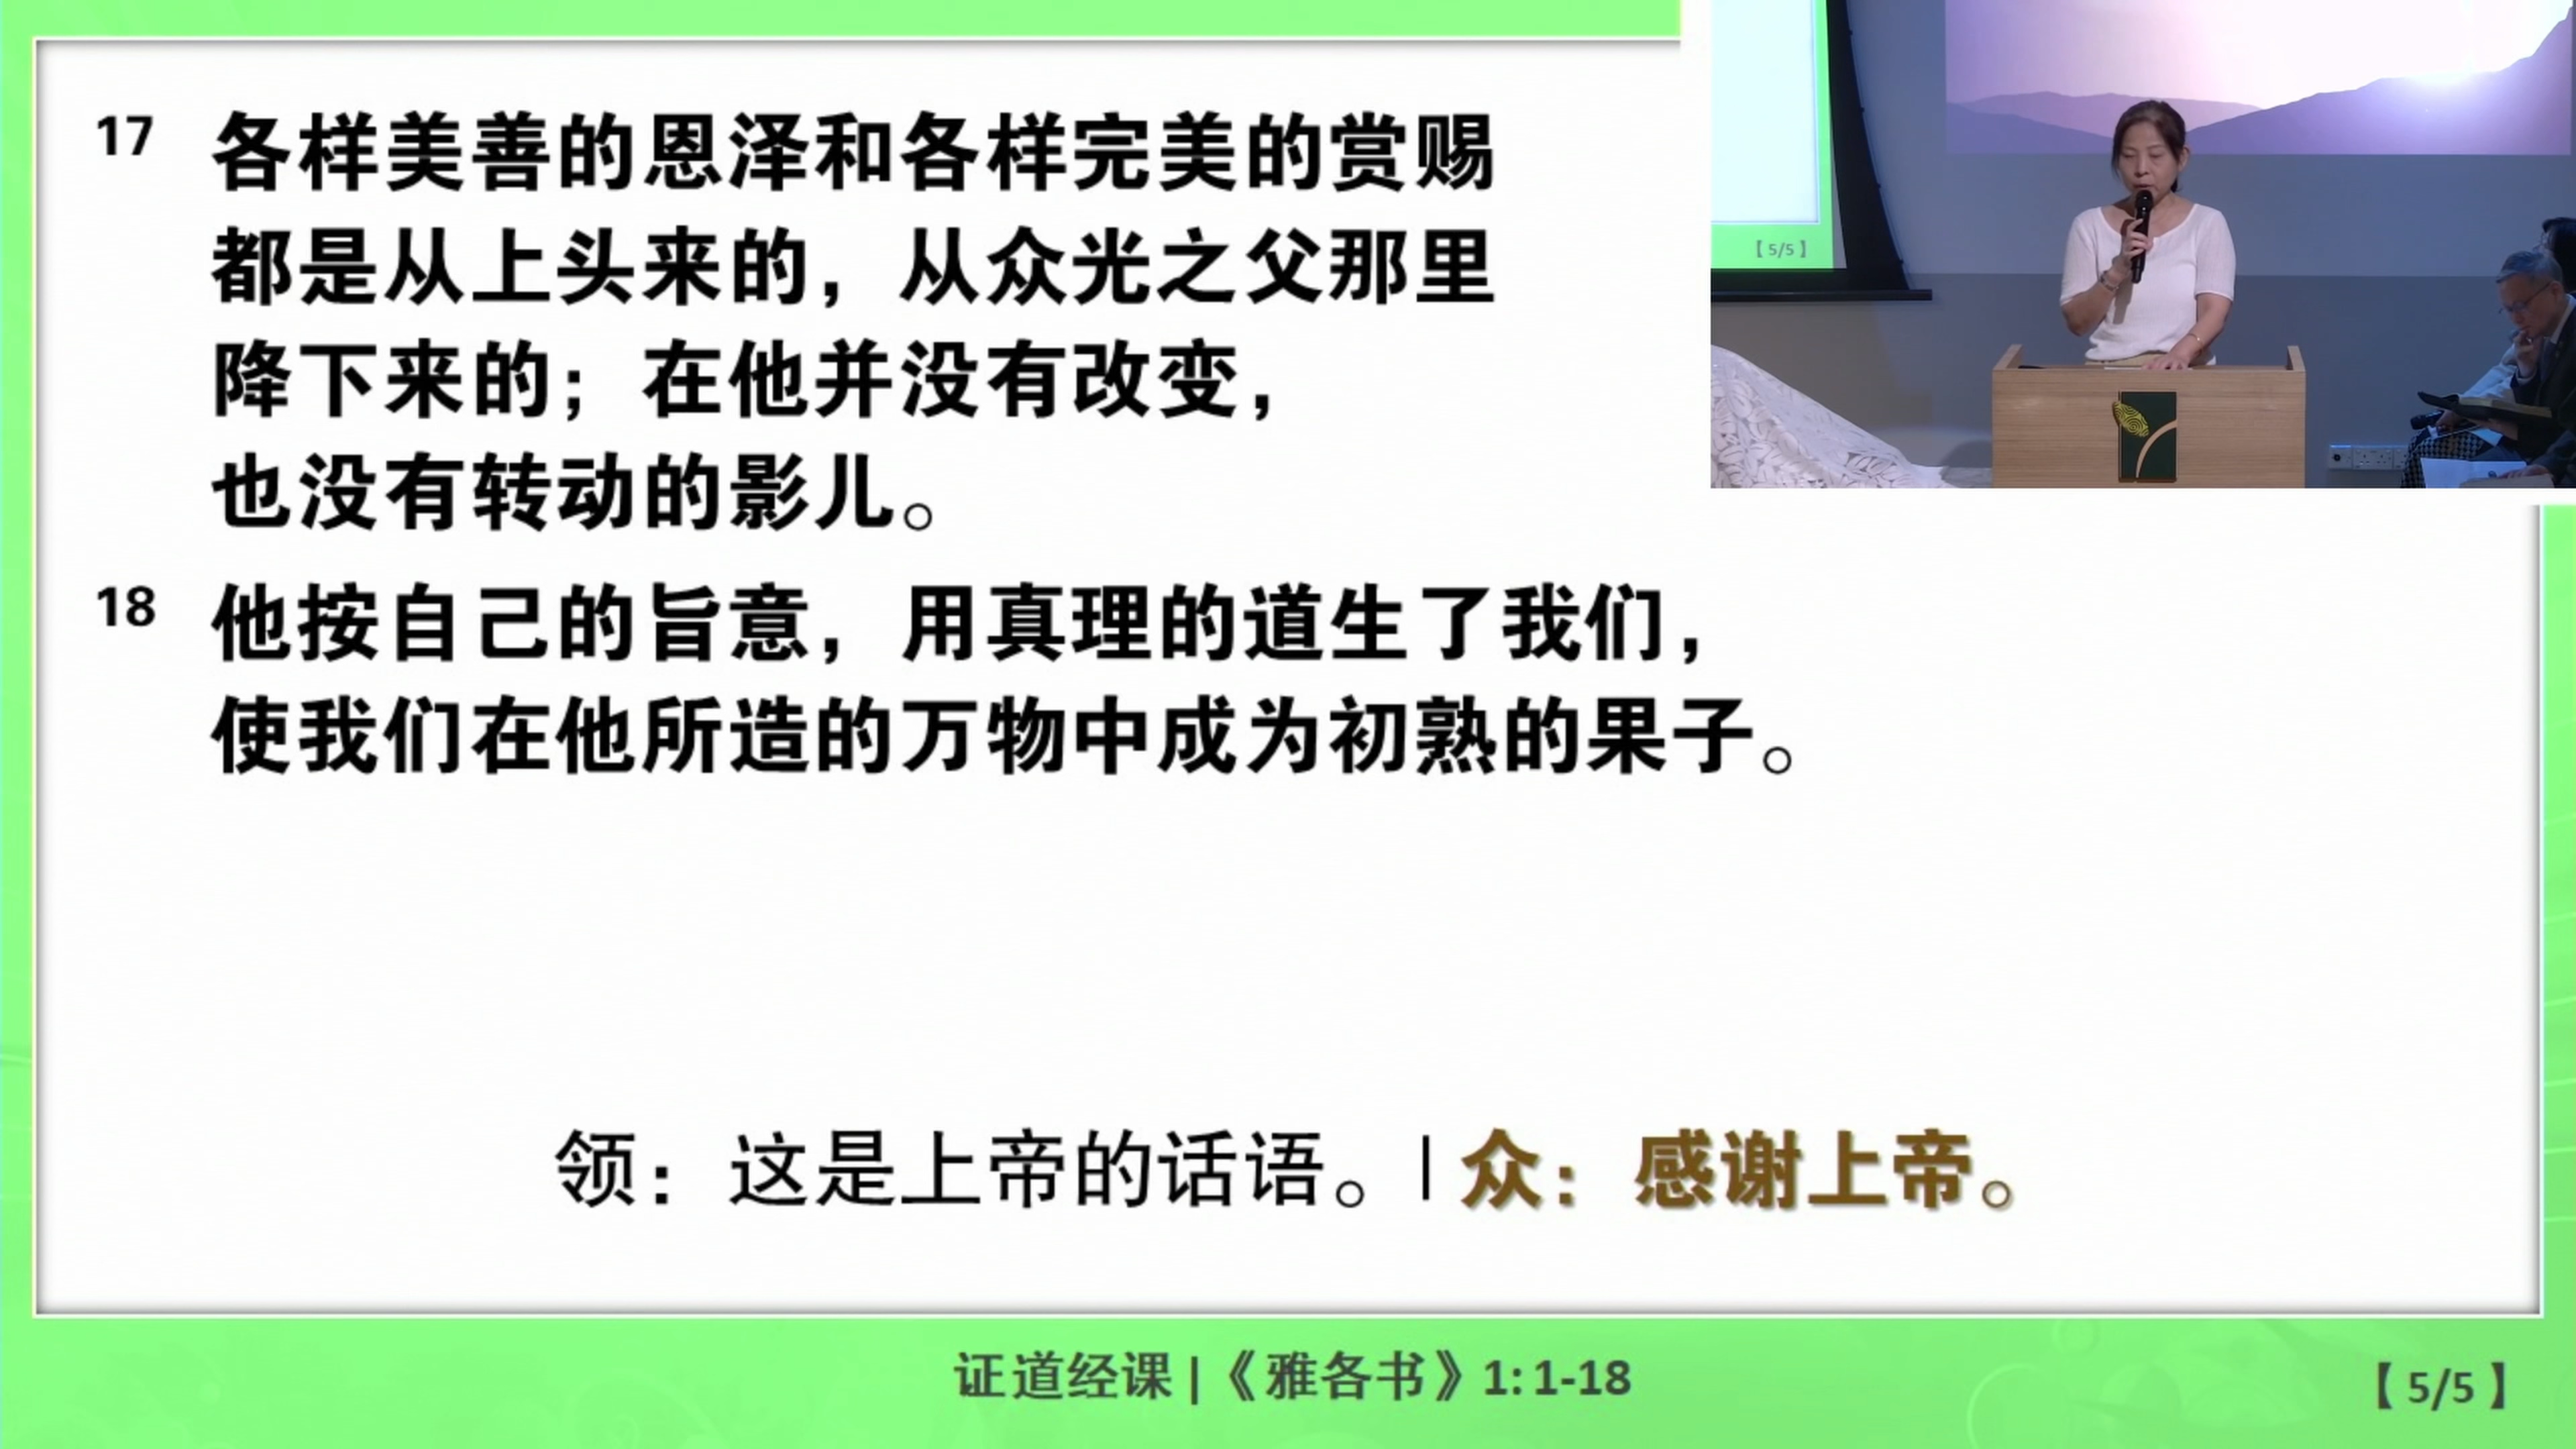 17 各样美善的恩泽和各样完美的赏赐
都是从上头来的，从众光之父那里
降下来的；在他并没有改变，
也没有转动的影儿。
18 他按自己的旨意，用真理的道生了我们，
使我们在他所造的万物中成为初熟的果子。
领：这是上帝的话语。| 众：感谢上帝。
证道经课 |《雅各书》1: 1-18
【 5/5 】
【 5/5 】